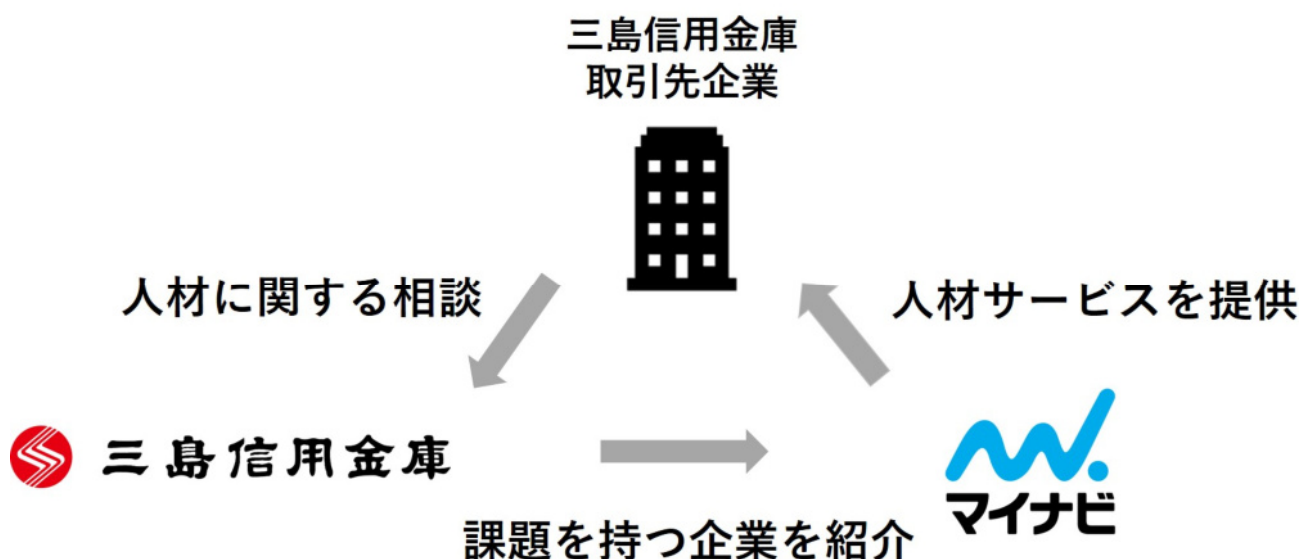 三島信用金庫
取引先企業
人材に関する相談
人材サービスを提供
三島信用金庫
マイナビ
課題を持つ企業を紹介